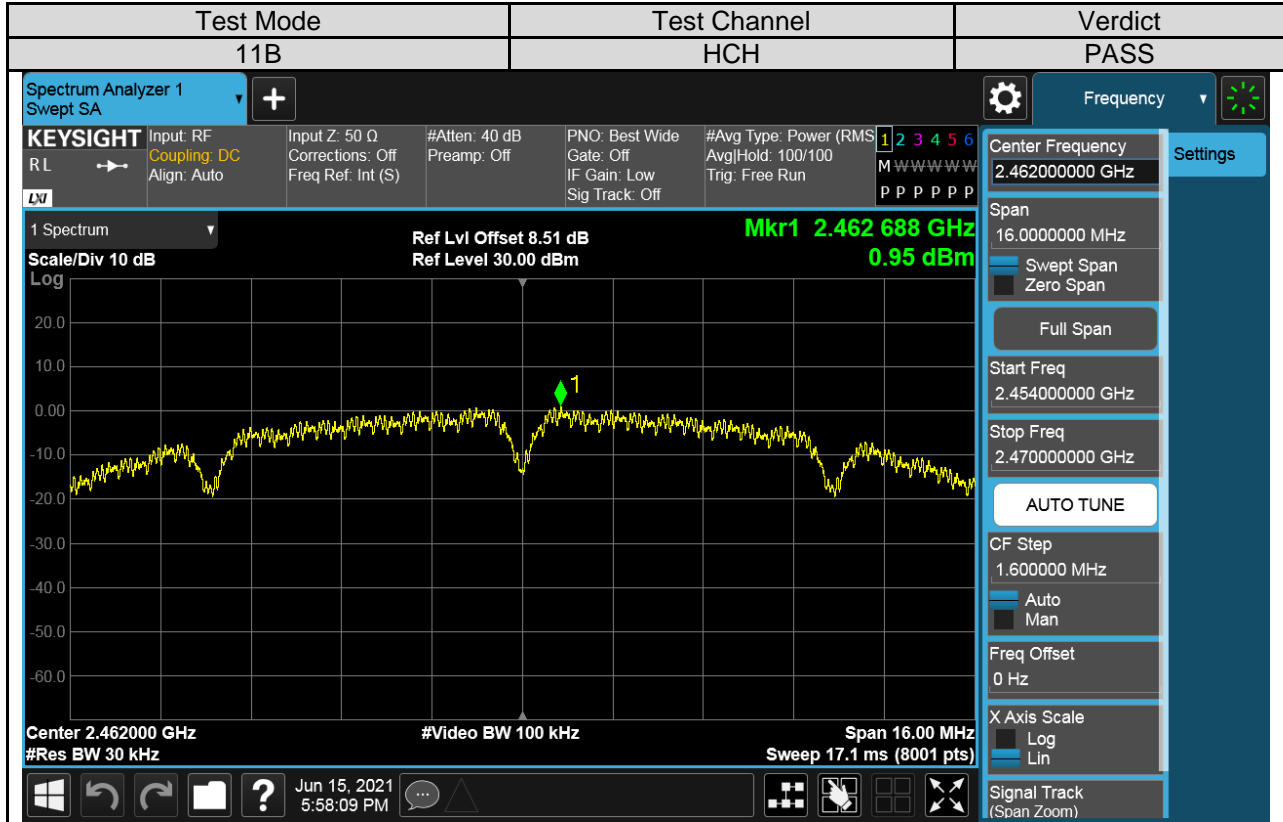 Test Mode Test Channel Verdict
11B HCH PASS
Spectrum Analyzer 1
Swept SA
Frequency
KEYSIGHT Input: RF Input Z: 50 Ω #Atten: 40 dB PNO: Best Wide #Avg Type: Power (RMS 1 2 3 4 5 6
R L Coupling: DC Corrections: Off Preamp: Off Gate: Off Avg|Hold: 100/100 M W W W W W
Align: Auto Freq Ref: Int (S) IF Gain: Low Trig: Free Run
LXI Sig Track: Off P P P P P P
1 Spectrum
Scale/Div 10 dB
Ref Lvl Offset 8.51 dB
Ref Level 30.00 dBm
Mkr1 2.462 688 GHz
0.95 dBm
Log
20.0
10.0
1
0.00
-10.0
-20.0
-30.0
-40.0
-50.0
-60.0
Center 2.462000 GHz #Video BW 100 kHz Span 16.00 MHz
#Res BW 30 kHz Sweep 17.1 ms (8001 pts)
Center Frequency
2.462000000 GHz
Settings
Span
16.0000000 MHz
Swept Span
Zero Span
Full Span
Start Freq
2.454000000 GHz
Stop Freq
2.470000000 GHz
AUTO TUNE
CF Step
1.600000 MHz
Auto
Man
Freq Offset
0 Hz
X Axis Scale
Log
Lin
Signal Track
(Span Zoom)
?
Jun 15, 2021
5:58:09 PM